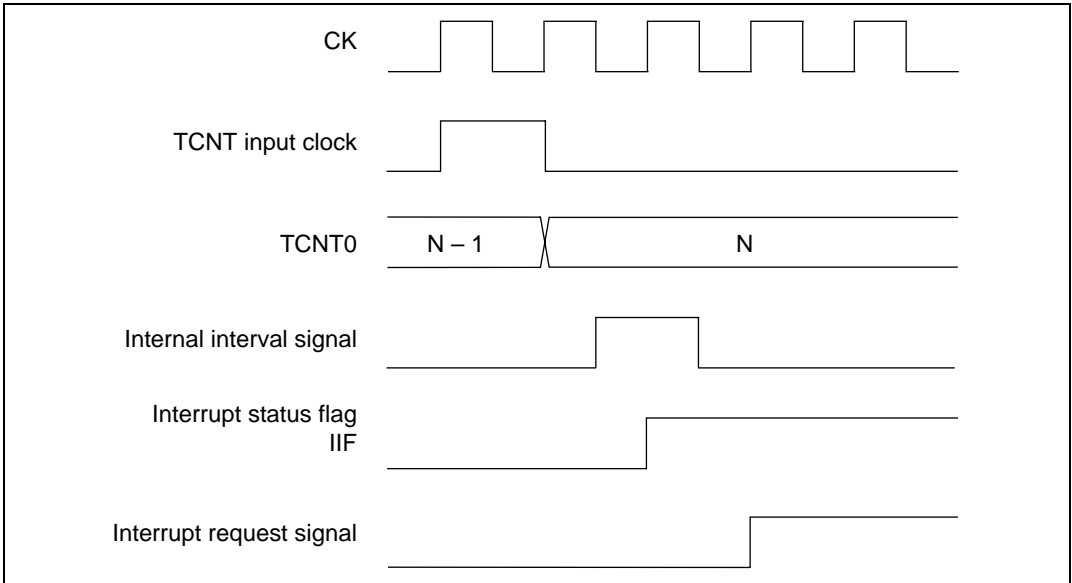 CK
TCNT input clock
TCNT0
N – 1
N
Internal interval signal
Interrupt status flag
IIF
Interrupt request signal